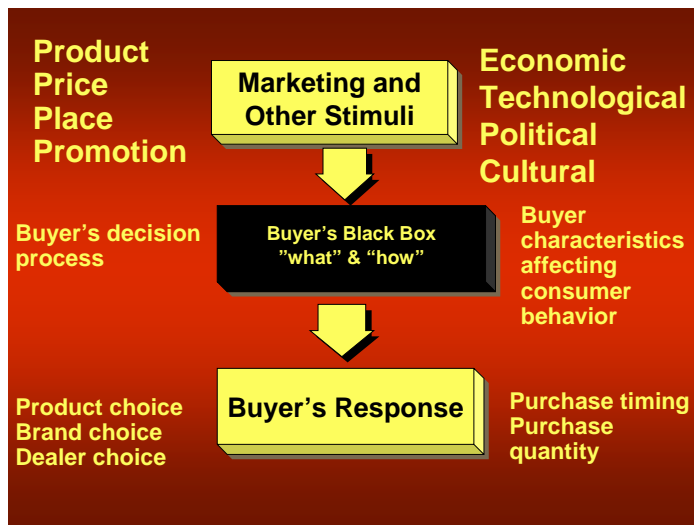 Product
Price
Place
Promotion
Marketing and
Other Stimuli
Economic
Technological
Political
Cultural
Buyer’s decision
process
Buyer’s Black Box
”what” & “how”
Buyer
characteristics
affecting
consumer
behavior
Product choice
Brand choice
Dealer choice
Buyer’s Response
Purchase timing
Purchase
quantity